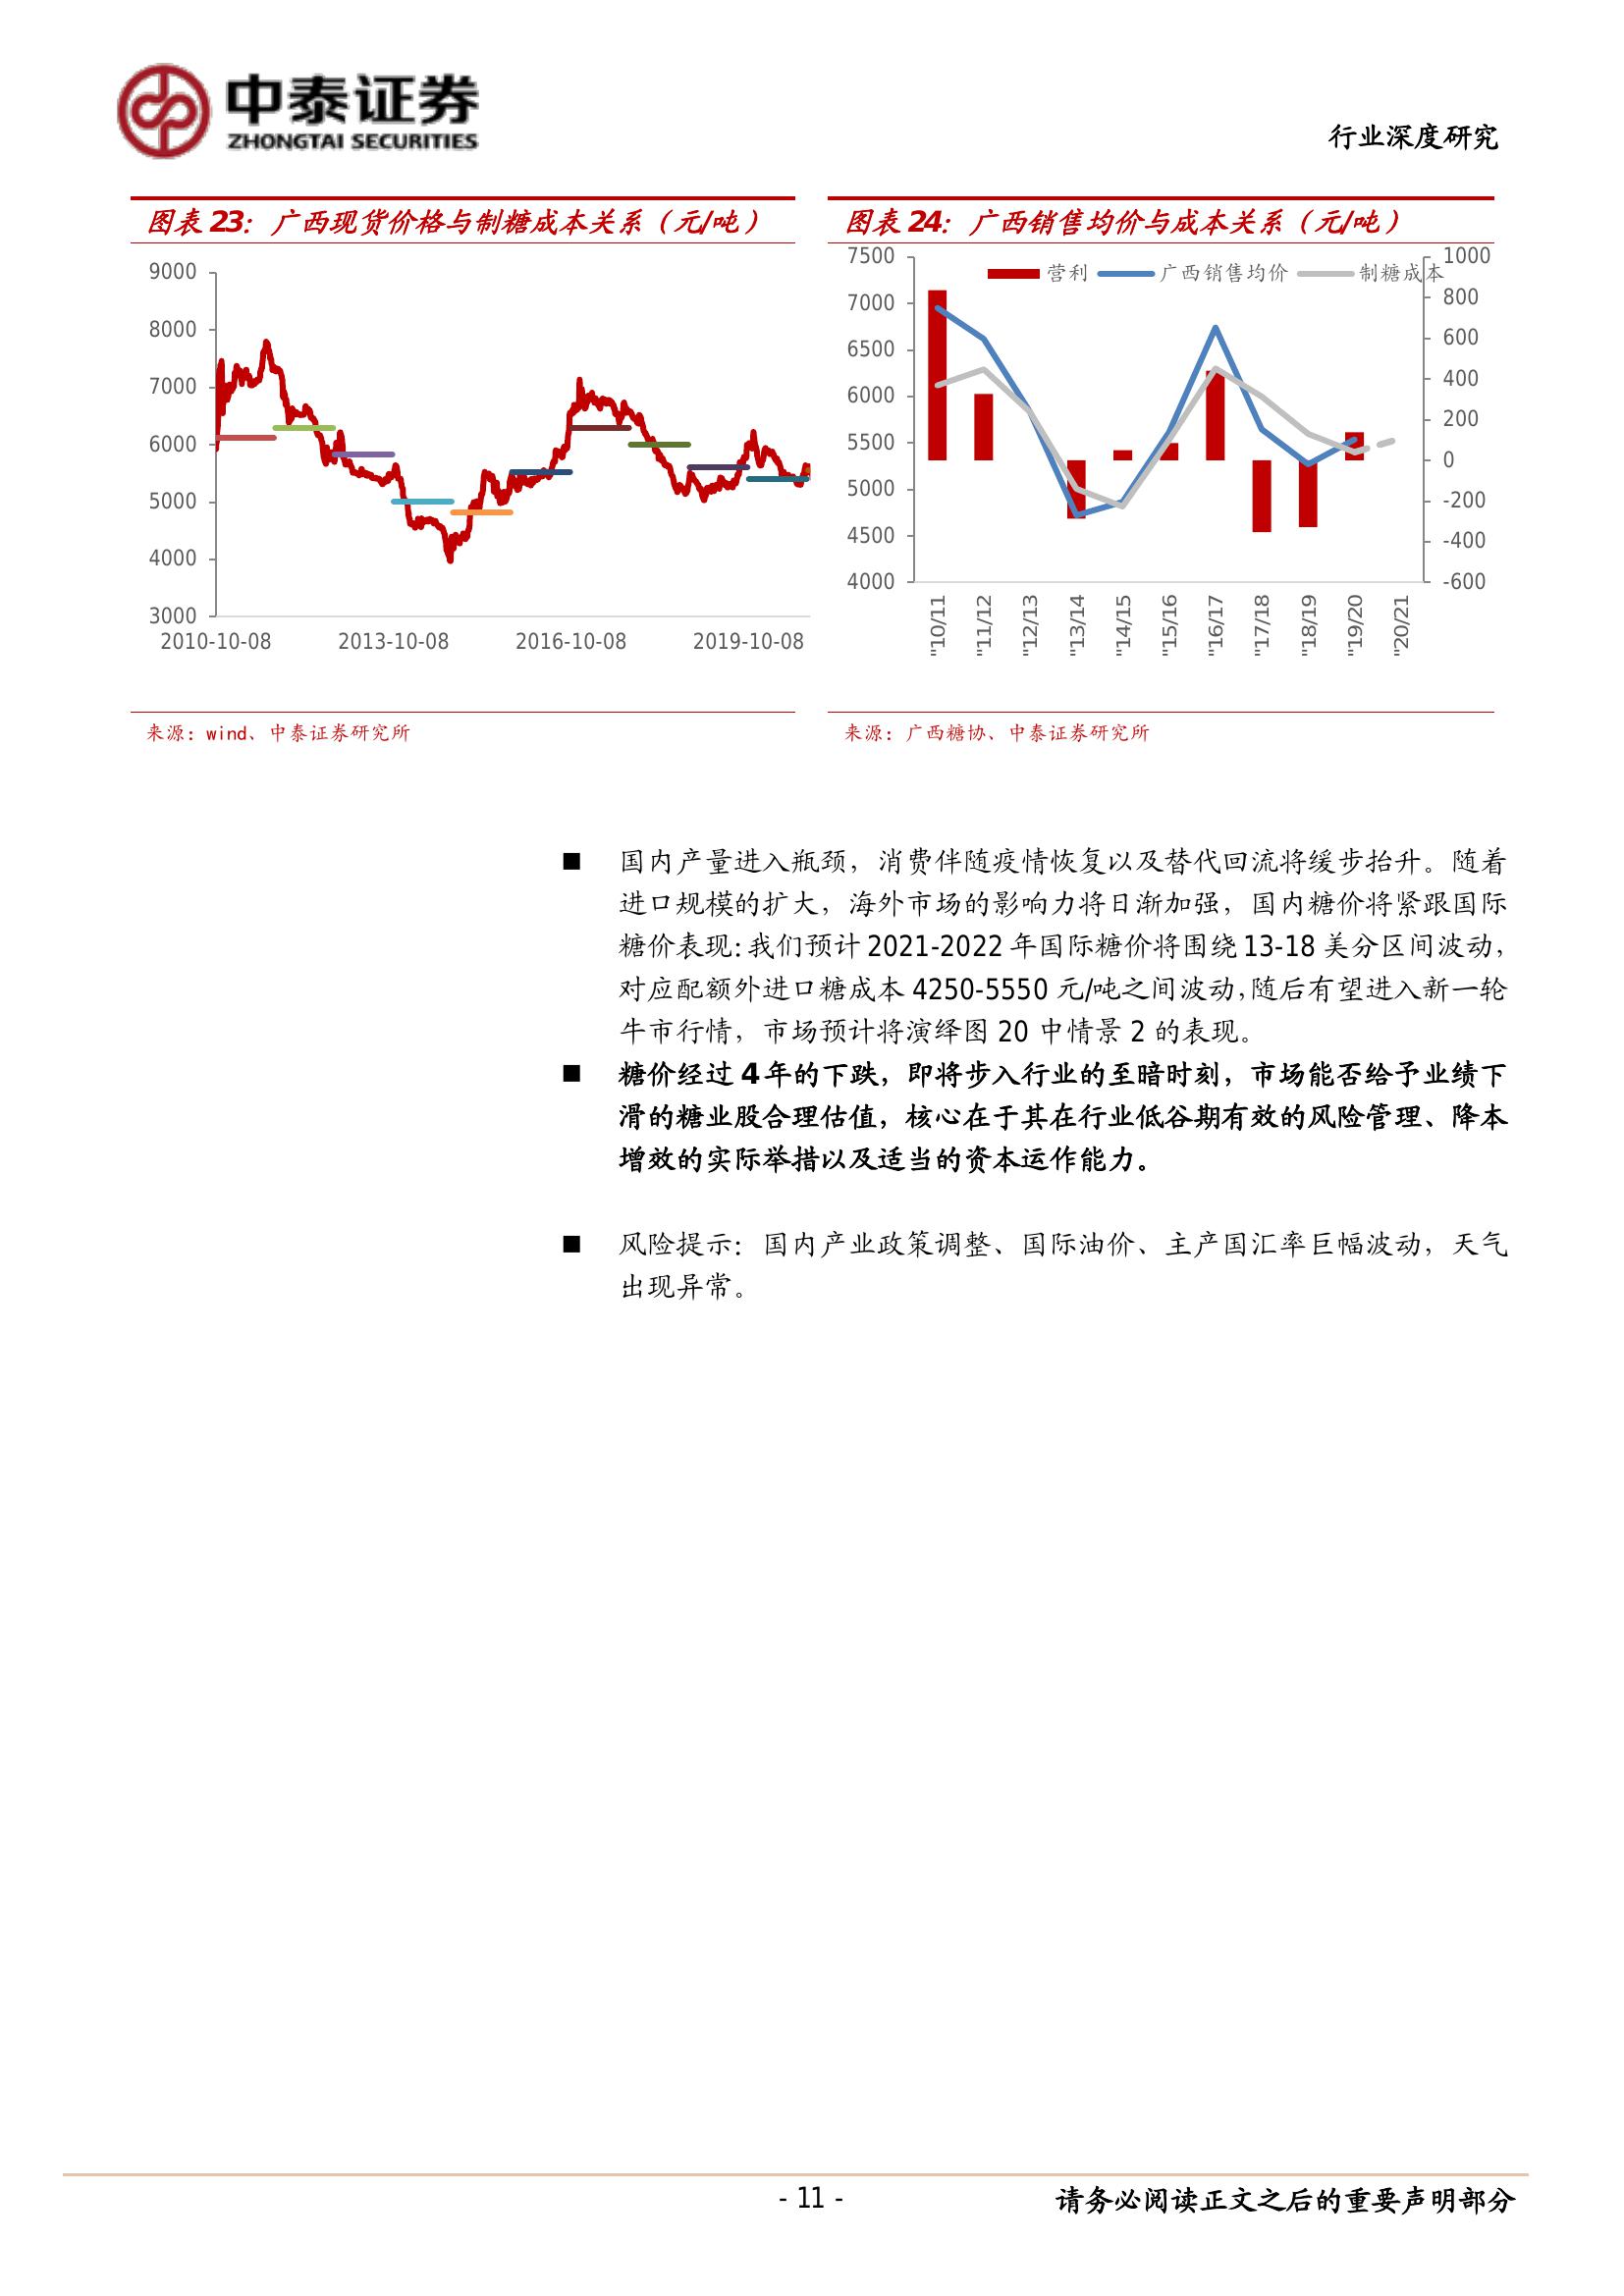 中泰证券
ZHONGTAI SECURITIES
行业深度研究
图表 23：广西现货价格与制糖成本关系（元/吨）
9000
8000
7000
6000
5000
4000
3000
2010-10-08 2013-10-08 2016-10-08 2019-10-08
来源：wind、中泰证券研究所
图表 24：广西销售均价与成本关系（元/吨）
营利 广西销售均价 制糖成本
7500
7000
6500
6000
5500
5000
4500
4000
1000
800
600
400
200
0
-200
-400
-600
"10/11 "11/12 "12/13 "13/14 "14/15 "15/16 "16/17 "17/18 "18/19 "19/20 "20/21
来源：广西糖协、中泰证券研究所
■ 国内产量进入瓶颈，消费伴随疫情恢复以及替代回流将缓步抬升。随着
进口规模的扩大，海外市场的影响力将日渐加强，国内糖价将紧跟国际
糖价表现：我们预计 2021-2022 年国际糖价将围绕 13-18 美分区间波动，
对应配额外进口糖成本 4250-5550 元/吨之间波动，随后有望进入新一轮
牛市行情，市场预计将演绎图 20 中情景 2 的表现。
■ 糖价经过 4 年的下跌，即将步入行业的至暗时刻，市场能否给予业绩下
滑的糖业股合理估值，核心在于其在行业低谷期有效的风险管理、降本
增效的实际举措以及适当的资本运作能力。
■ 风险提示：国内产业政策调整、国际油价、主产国汇率巨幅波动，天气
出现异常。
- 11 -
请务必阅读正文之后的重要声明部分